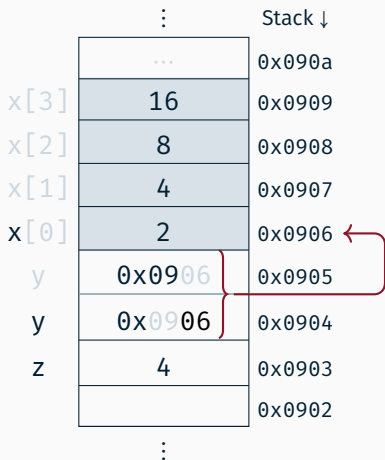 ⋮ Stack ↓
... 0x090a
x[3] 16 0x0909
x[2] 8 0x0908
x[1] 4 0x0907
x[0] 2 0x0906
y 0x0906 0x0905
y 0x0906 0x0904
z 4 0x0903
0x0902
⋮